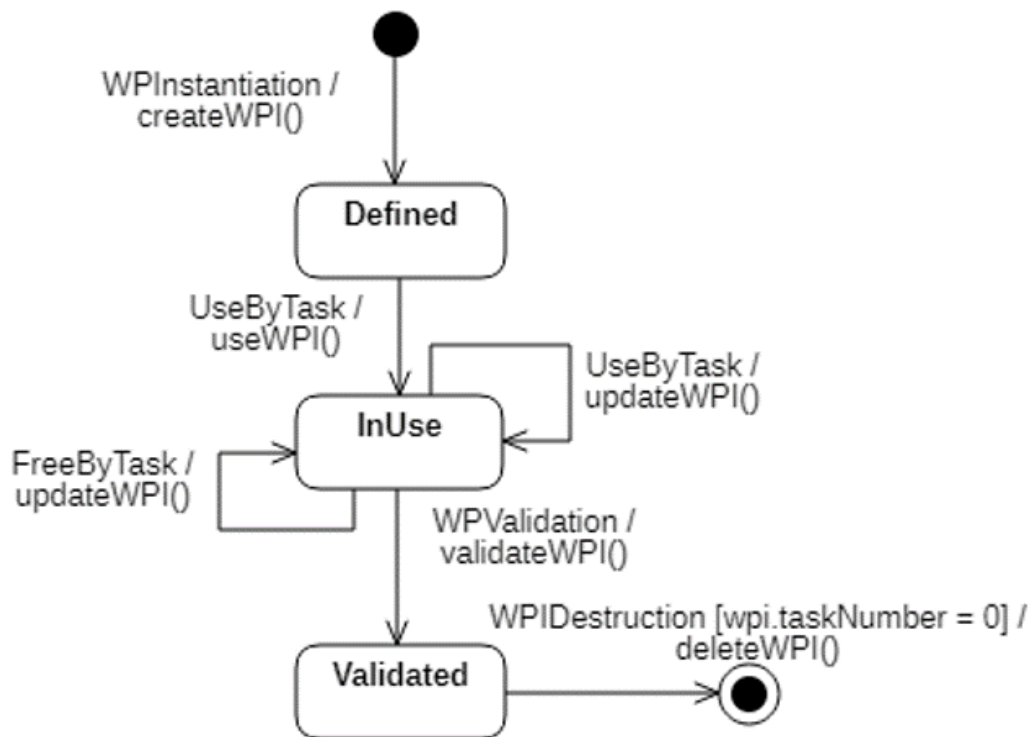 WPInstantiation /
createWPI()
Defined
UseByTask /
useWPI()
UseByTask /
updateWPI()
InUse
FreeByTask /
updateWPI()
WPValidation /
validateWPI()
WPIDestruction [wpi.taskNumber = 0] /
deleteWPI()
Validated